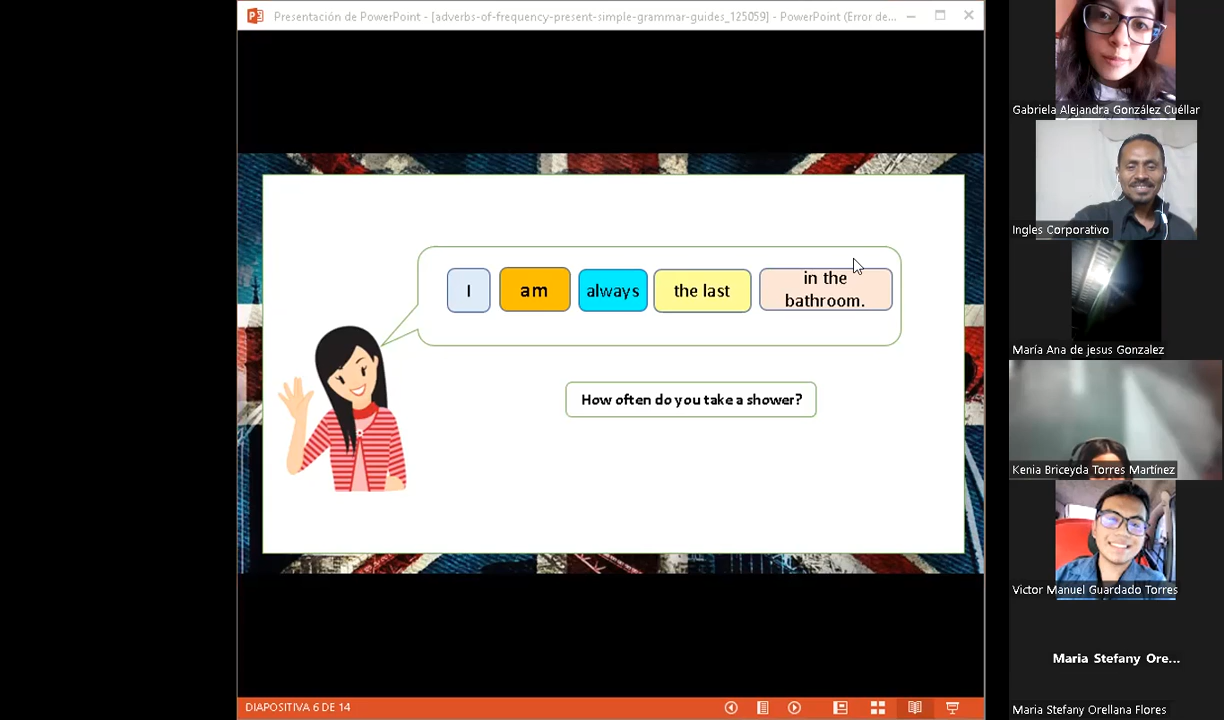 Presentación de PowerPoint - [adverbs-of-frequency-present-simple-grammar-guides_125059] - PowerPoint (Error de...
I am always the last in the bathroom.
How often do you take a shower?
DIAPOSITIVA 6 DE 14
Gabriela Alejandra González Cuéllar
Ingles Corporativo
María Ana de jesus Gonzalez
Kenia Briceyda Torres Martínez
Victor Manuel Guardado Torres
Maria Stefany Ore...
Maria Stefany Orellana Flores